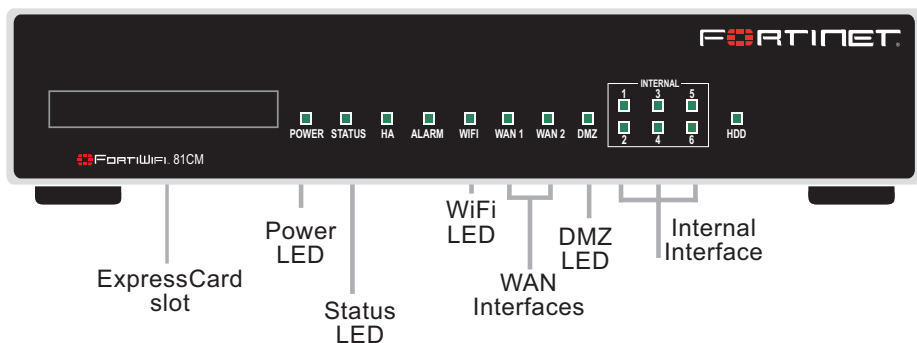 FORTINET.
INTERNAL
1 3 5
POWER STATUS HA ALARM WIFI WAN 1 WAN 2 DMZ HDD
2 4 6
FORTIWIFI. 81CM
Power
LED
WiFi
LED
DMZ
LED
Internal
Interface
ExpressCard
slot
Status
LED
WAN
Interfaces